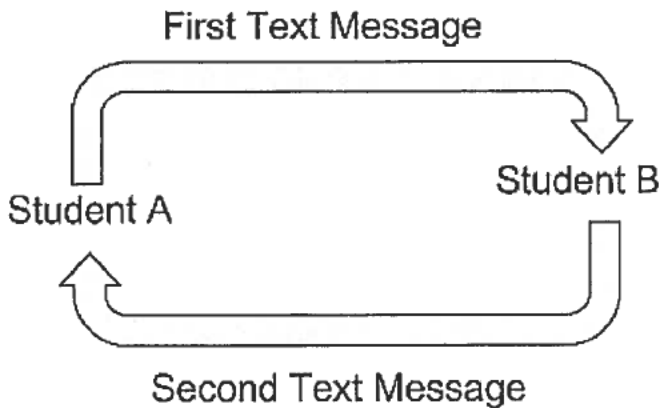 First Text Message
Student B
Student A
Second Text Message